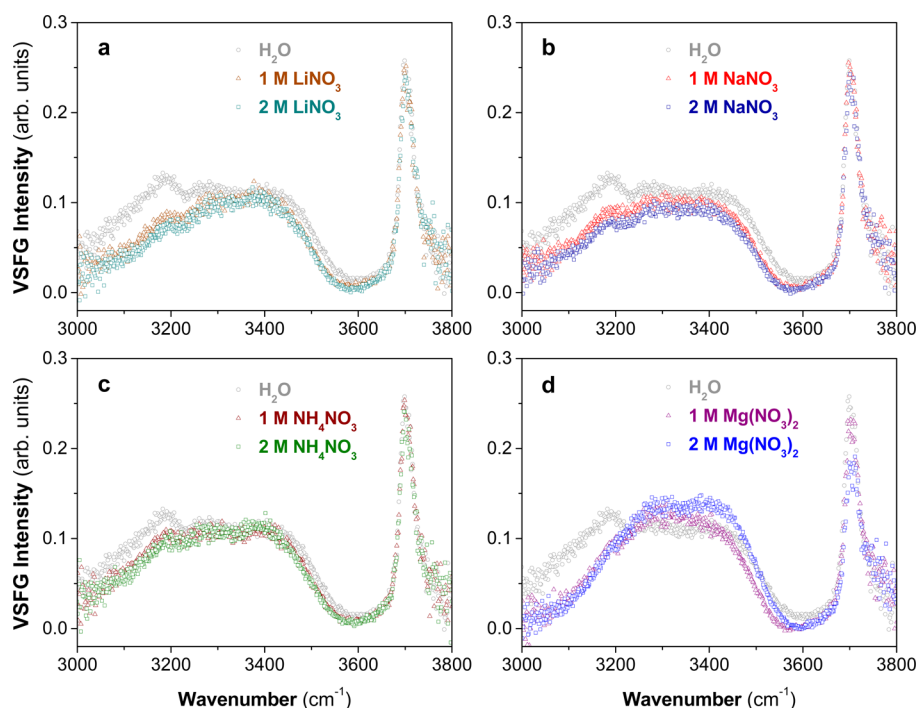 0.3
0.2
0.1
0.0
VSFG Intensity (arb. units)
a
H₂O
1 M LiNO₃
2 M LiNO₃
3000 3200 3400 3600 3800
0.3
0.2
0.1
0.0
b
H₂O
1 M NaNO₃
2 M NaNO₃
3000 3200 3400 3600 3800
0.3
0.2
0.1
0.0
VSFG Intensity (arb. units)
c
H₂O
1 M NH₄NO₃
2 M NH₄NO₃
3000 3200 3400 3600 3800
Wavenumber (cm⁻¹)
0.3
0.2
0.1
0.0
d
H₂O
1 M Mg(NO₃)₂
2 M Mg(NO₃)₂
3000 3200 3400 3600 3800
Wavenumber (cm⁻¹)